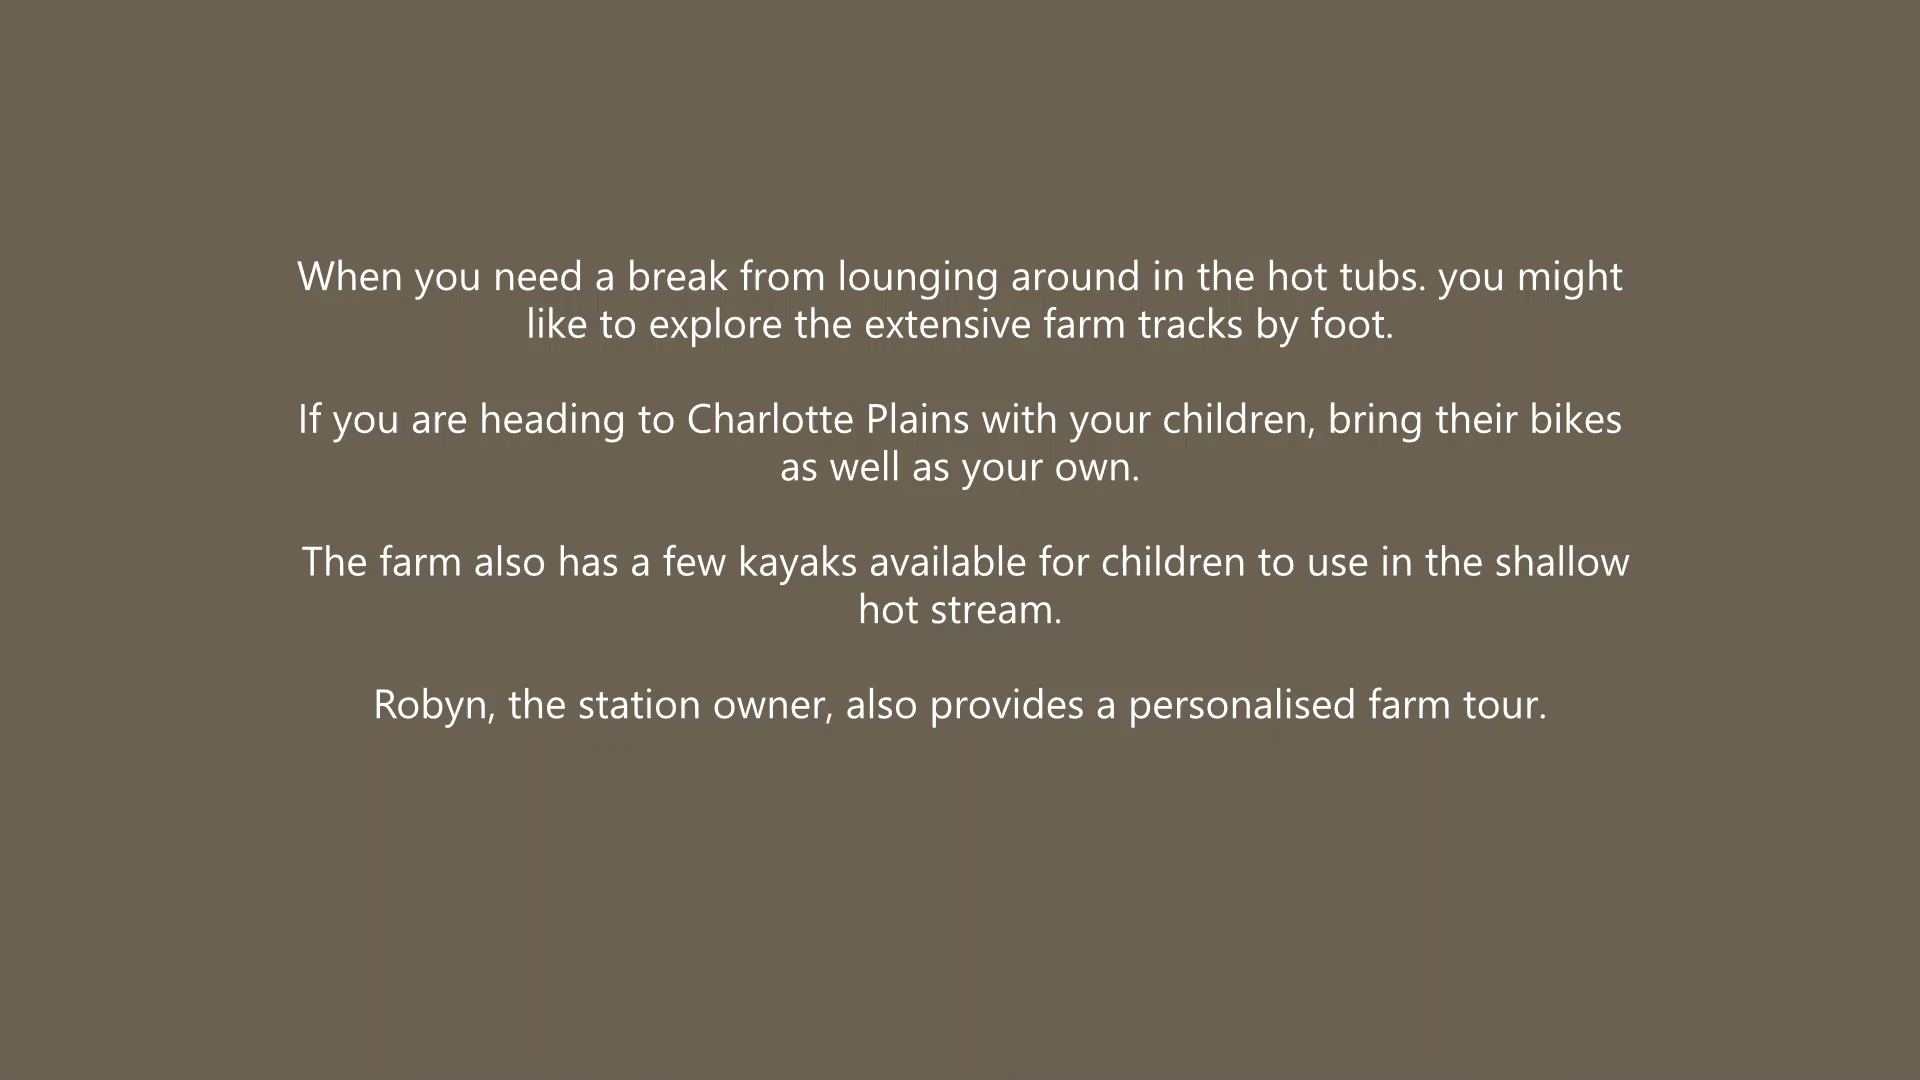 When you need a break from lounging around in the hot tubs. you might
like to explore the extensive farm tracks by foot.
If you are heading to Charlotte Plains with your children, bring their bikes
as well as your own.
The farm also has a few kayaks available for children to use in the shallow
hot stream.
Robyn, the station owner, also provides a personalised farm tour.